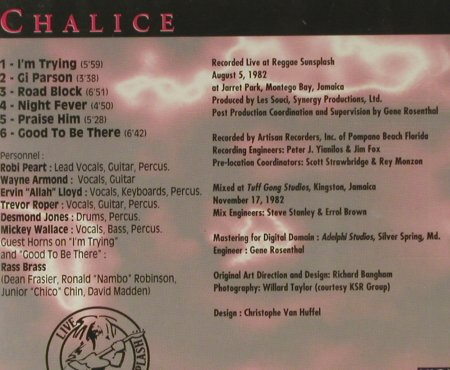 CHALICE
1 - I'm Trying (5'59)
2 - Gi Parson (3'38)
3 - Road Block (6'51)
4 - Night Fever (4'50)
5 - Praise Him (5'28)
6 - Good To Be There (6'42)
Personnel :
Robi Peart : Lead Vocals, Guitar, Percus.
Wayne Armond : Vocals, Guitar
Ervin "Allah" Lloyd : Vocals, Keyboards, Percus.
Trevor Roper : Vocals, Guitar, Percus.
Desmond Jones : Drums, Percus.
Mickey Wallace : Vocals, Bass, Percus.
Guest Horns on "I'm Trying"
and "Good To Be There" :
Rass Brass
(Dean Frasier, Ronald "Nambo" Robinson,
Junior "Chico" Chin, David Madden)
LIVE
Recorded Live at Reggae Sunsplash
August 5, 1982
at Jarret Park, Montego Bay, Jamaica
Produced by Les Souci, Synergy Productions, Ltd.
Post Production Coordination and Supervision by Gene Rosenthal
Recorded by Artisan Recorders, Inc. of Pompano Beach Florida
Recording Engineers: Peter J. Yianilos & Jim Fox
Pre-location Coordinators: Scott Strawbridge & Rey Monzon
Mixed at Tuff Gong Studios, Kingston, Jamaica
November 17, 1982
Mix Engineers: Steve Stanley & Errol Brown
Mastering for Digital Domain : Adelphi Studios, Silver Spring, Md.
Engineer : Gene Rosenthal
Original Art Direction and Design: Richard Bangham
Photography: Willard Taylor (courtesy KSR Group)
Design : Christophe Van Huffel